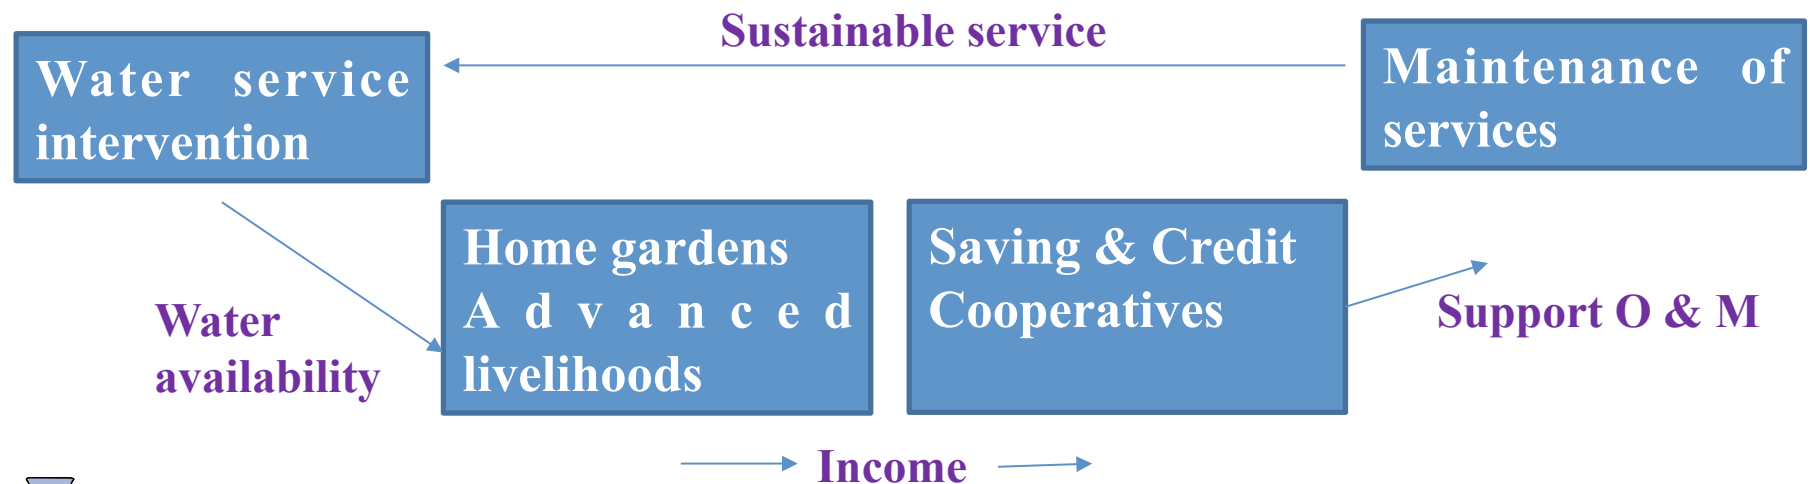 Sustainable service
Water service
intervention
Maintenance of
services
Home gardens
Advanced
livelihoods
Saving & Credit
Cooperatives
Water
availability
Support O & M
Income